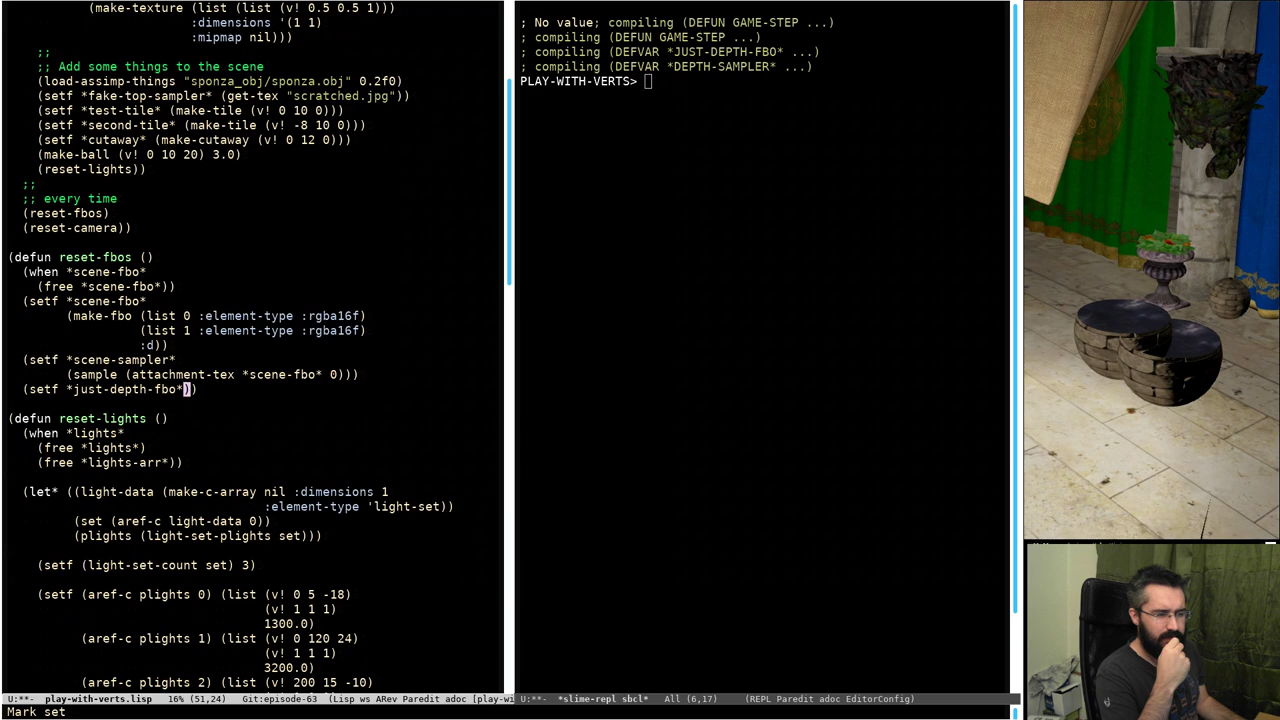 (make-texture (list (list (v! 0.5 0.5 1)))
                         :dimensions '(1 1)
                         :mipmap nil)))
    ;;
    ;; Add some things to the scene
    (load-assimp-things "sponza_obj/sponza.obj" 0.2f0)
    (setf *fake-top-sampler* (get-tex "scratched.jpg"))
    (setf *test-tile* (make-tile (v! 0 10 0)))
    (setf *second-tile* (make-tile (v! -8 10 0)))
    (setf *cutaway* (make-cutaway (v! 0 12 0)))
    (make-ball (v! 0 10 20) 3.0)
    (reset-lights))
  ;;
  ;; every time
  (reset-fbos)
  (reset-camera))

(defun reset-fbos ()
  (when *scene-fbo*
    (free *scene-fbo*))
  (setf *scene-fbo*
        (make-fbo (list 0 :element-type :rgba16f)
                  (list 1 :element-type :rgba16f)
                  :d))
  (setf *scene-sampler*
        (sample (attachment-tex *scene-fbo* 0)))
  (setf *just-depth-fbo*))

(defun reset-lights ()
  (when *lights*
    (free *lights*)
    (free *lights-arr*))

  (let* ((light-data (make-c-array nil :dimensions 1
                                   :element-type 'light-set))
         (set (aref-c light-data 0))
         (plights (light-set-plights set)))

    (setf (light-set-count set) 3)

    (setf (aref-c plights 0) (list (v! 0 5 -18)
                                   (v! 1 1 1)
                                   1300.0)
          (aref-c plights 1) (list (v! 0 120 24)
                                   (v! 1 1 1)
                                   3200.0)
          (aref-c plights 2) (list (v! 200 15 -10)
U:**-  play-with-verts.lisp   16% (51,24)   Git:episode-63  (Lisp ws ARev Paredit adoc [play-wi
Mark set
; No value; compiling (DEFUN GAME-STEP ...)
; compiling (DEFUN GAME-STEP ...)
; compiling (DEFVAR *JUST-DEPTH-FBO* ...)
; compiling (DEFVAR *DEPTH-SAMPLER* ...)
PLAY-WITH-VERTS>
U:**-  *slime-repl sbcl*   All (6,17)     (REPL Paredit adoc EditorConfig)